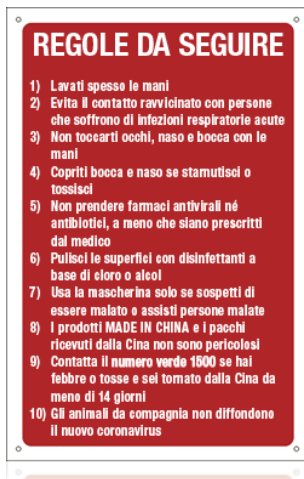 REGOLE DA SEGUIRE
1) Lavati spesso le mani
2) Evita il contatto ravvicinato con persone
che soffrono di infezioni respiratorie acute
3) Non toccarti occhi, naso e bocca con le
mani
4) Copriti bocca e naso se starnutisci o
tossisci
5) Non prendere farmaci antivirali né
antibiotici, a meno che siano prescritti
dal medico
6) Pulisci le superfici con disinfettanti a
base di cloro o alcol
7) Usa la mascherina solo se sospetti di
essere malato o assisti persone malate
8) I prodotti MADE IN CHINA e i pacchi
ricevuti dalla Cina non sono pericolosi
9) Contatta il numero verde 1500 se hai
febbre o tosse e sei tornato dalla Cina da
meno di 14 giorni
10) Gli animali da compagnia non diffondono
il nuovo coronavirus